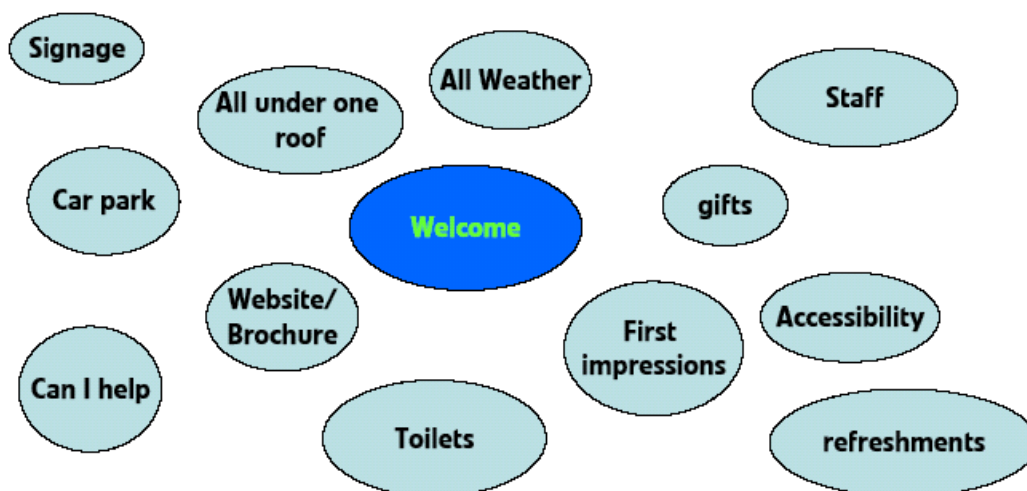 Signage
All Weather
Staff
All under one
roof
Car park
gifts
Welcome
Website/
Brochure
Accessibility
First
impressions
Can I help
Toilets
refreshments